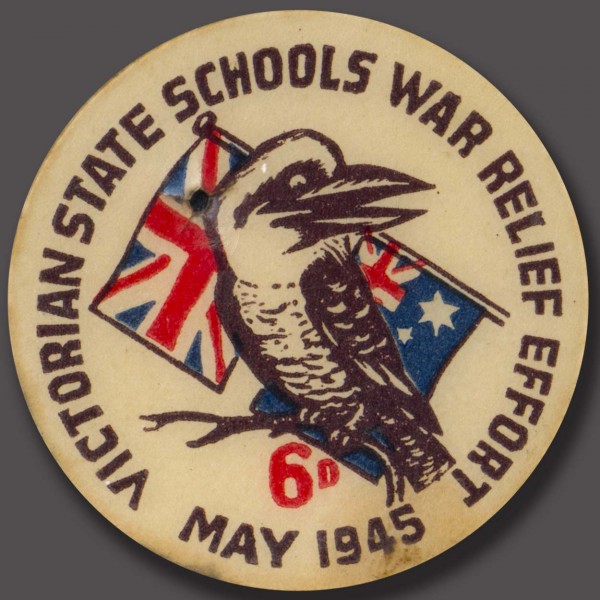 VICTORIAN STATE SCHOOLS WAR RELIEF EFFORT
6D
MAY 1945